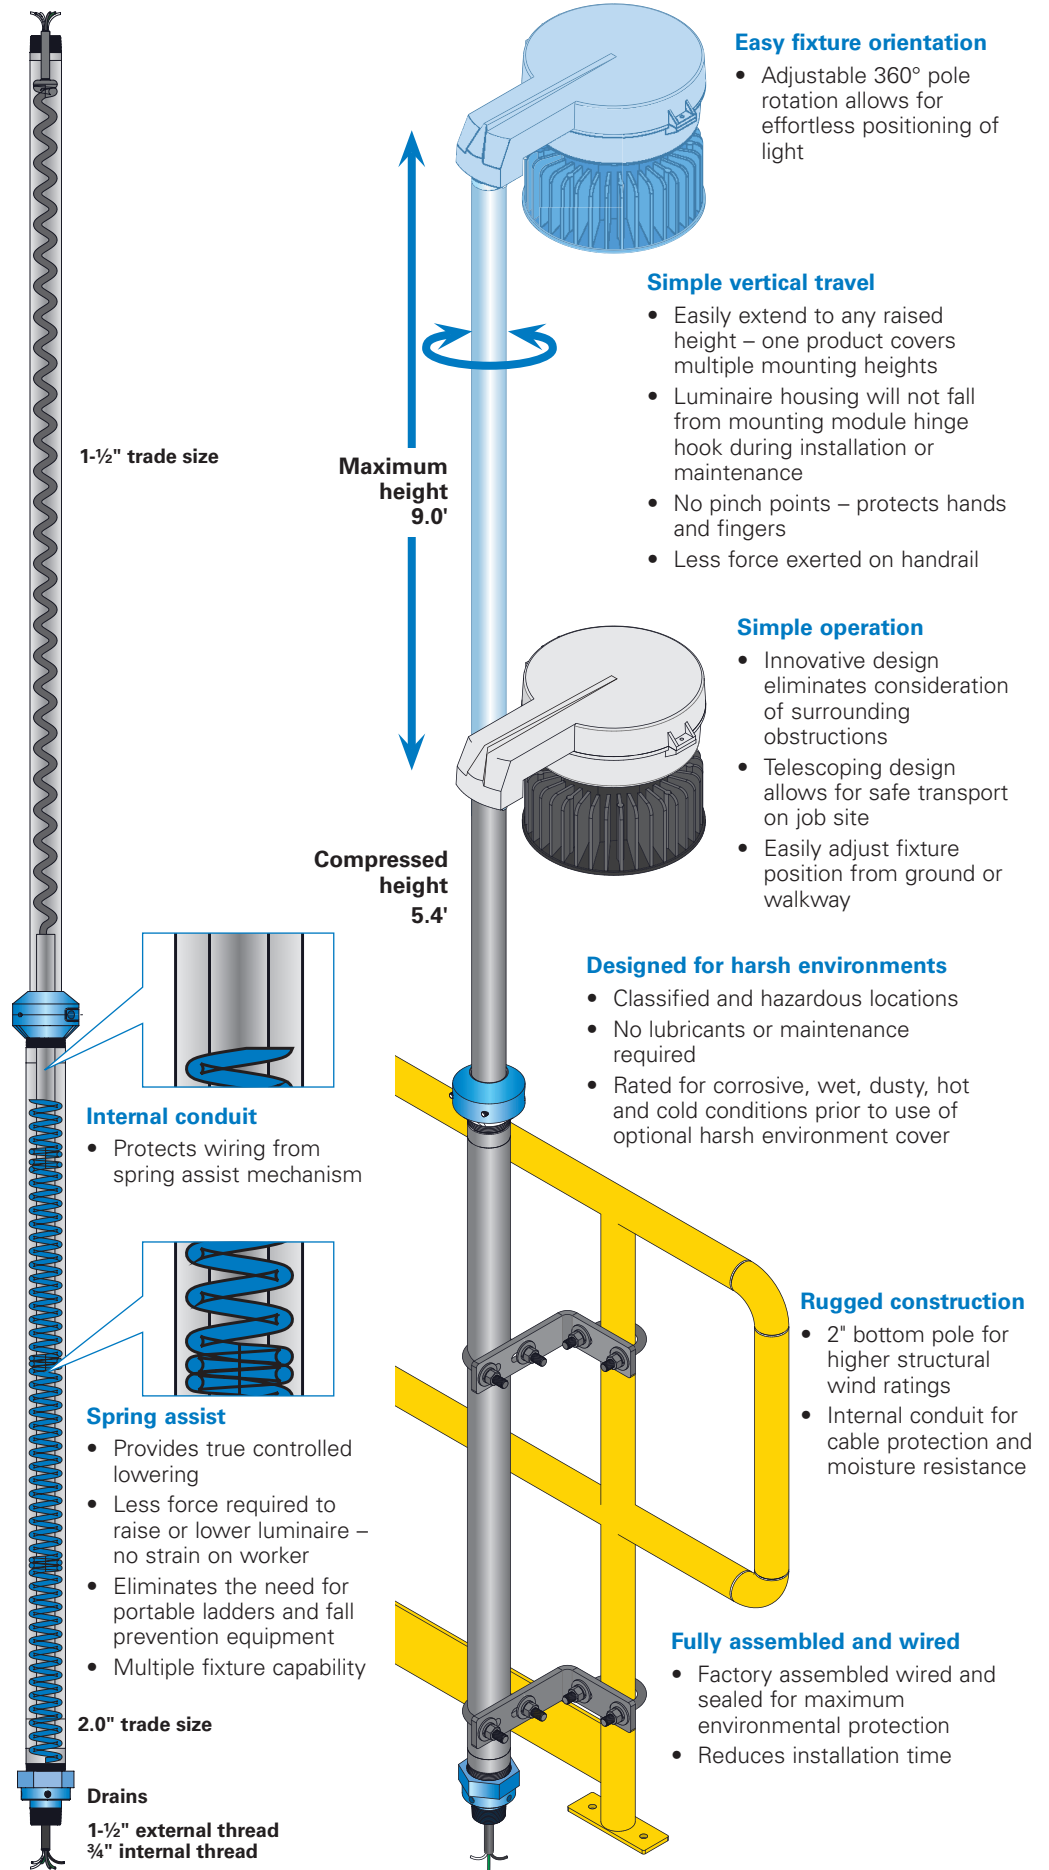 Easy fixture orientation
• Adjustable 360° pole
rotation allows for
effortless positioning of
light
Simple vertical travel
• Easily extend to any raised
height – one product covers
multiple mounting heights
• Luminaire housing will not fall
from mounting module hinge
hook during installation or
maintenance
• No pinch points – protects hands
and fingers
• Less force exerted on handrail
1-½" trade size
Maximum
height
9.0'
Simple operation
• Innovative design
eliminates consideration
of surrounding
obstructions
• Telescoping design
allows for safe transport
on job site
• Easily adjust fixture
position from ground or
walkway
Compressed
height
5.4'
Designed for harsh environments
• Classified and hazardous locations
• No lubricants or maintenance
required
• Rated for corrosive, wet, dusty, hot
and cold conditions prior to use of
optional harsh environment cover
Internal conduit
• Protects wiring from
spring assist mechanism
Rugged construction
• 2" bottom pole for
higher structural
wind ratings
• Internal conduit for
cable protection and
moisture resistance
Spring assist
• Provides true controlled
lowering
• Less force required to
raise or lower luminaire –
no strain on worker
• Eliminates the need for
portable ladders and fall
prevention equipment
• Multiple fixture capability
Fully assembled and wired
• Factory assembled wired and
sealed for maximum
environmental protection
• Reduces installation time
2.0" trade size
Drains
1-½" external thread
¾" internal thread